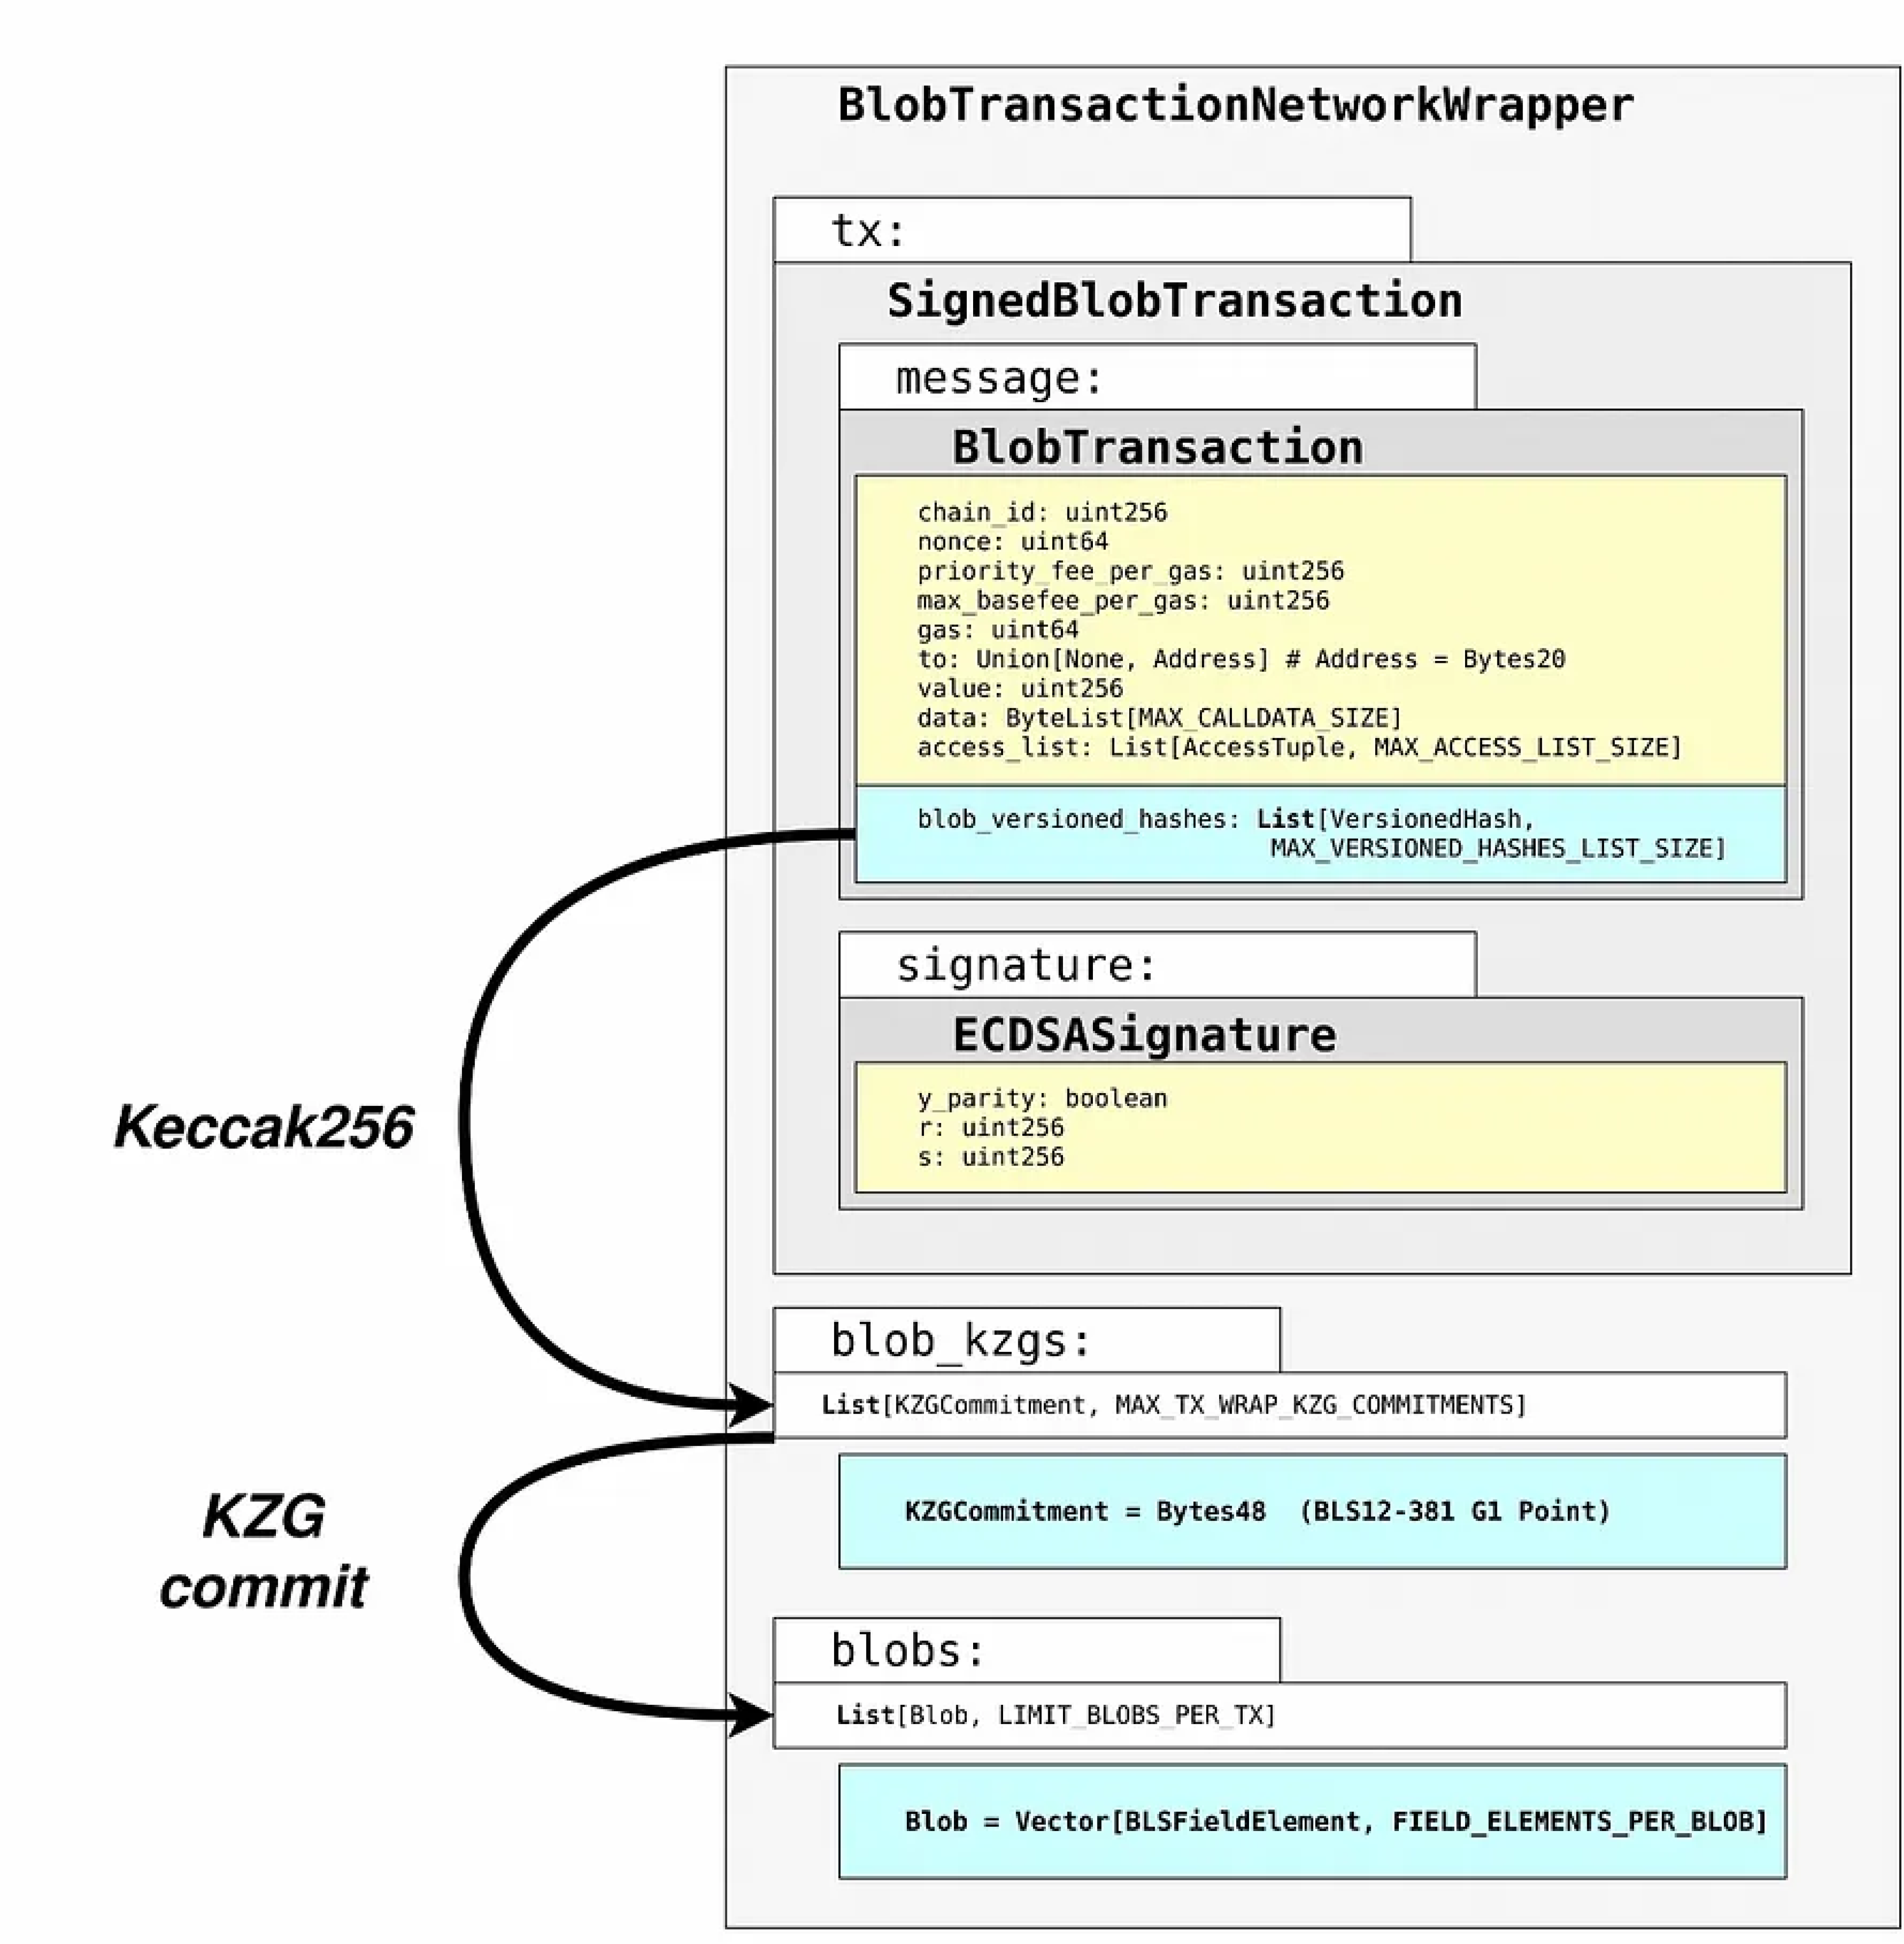 BlobTransactionNetworkWrapper
tx:
SignedBlobTransaction
message:
BlobTransaction
chain_id: uint256
nonce: uint64
priority_fee_per_gas: uint256
max_basefee_per_gas: uint256
gas: uint64
to: Union[None, Address] # Address = Bytes20
value: uint256
data: ByteList[MAX_CALLDATA_SIZE]
access_list: List[AccessTuple, MAX_ACCESS_LIST_SIZE]
blob_versioned_hashes: List[VersionedHash,
MAX_VERSIONED_HASHES_LIST_SIZE]
signature:
ECDSASignature
y_parity: boolean
r: uint256
s: uint256
Keccak256
blob_kzgs:
List[KZGCommitment, MAX_TX_WRAP_KZG_COMMITMENTS]
KZGCommitment = Bytes48 (BLS12-381 G1 Point)
KZG
commit
blobs:
List[Blob, LIMIT_BLOBS_PER_TX]
Blob = Vector[BLSFieldElement, FIELD_ELEMENTS_PER_BLOB]